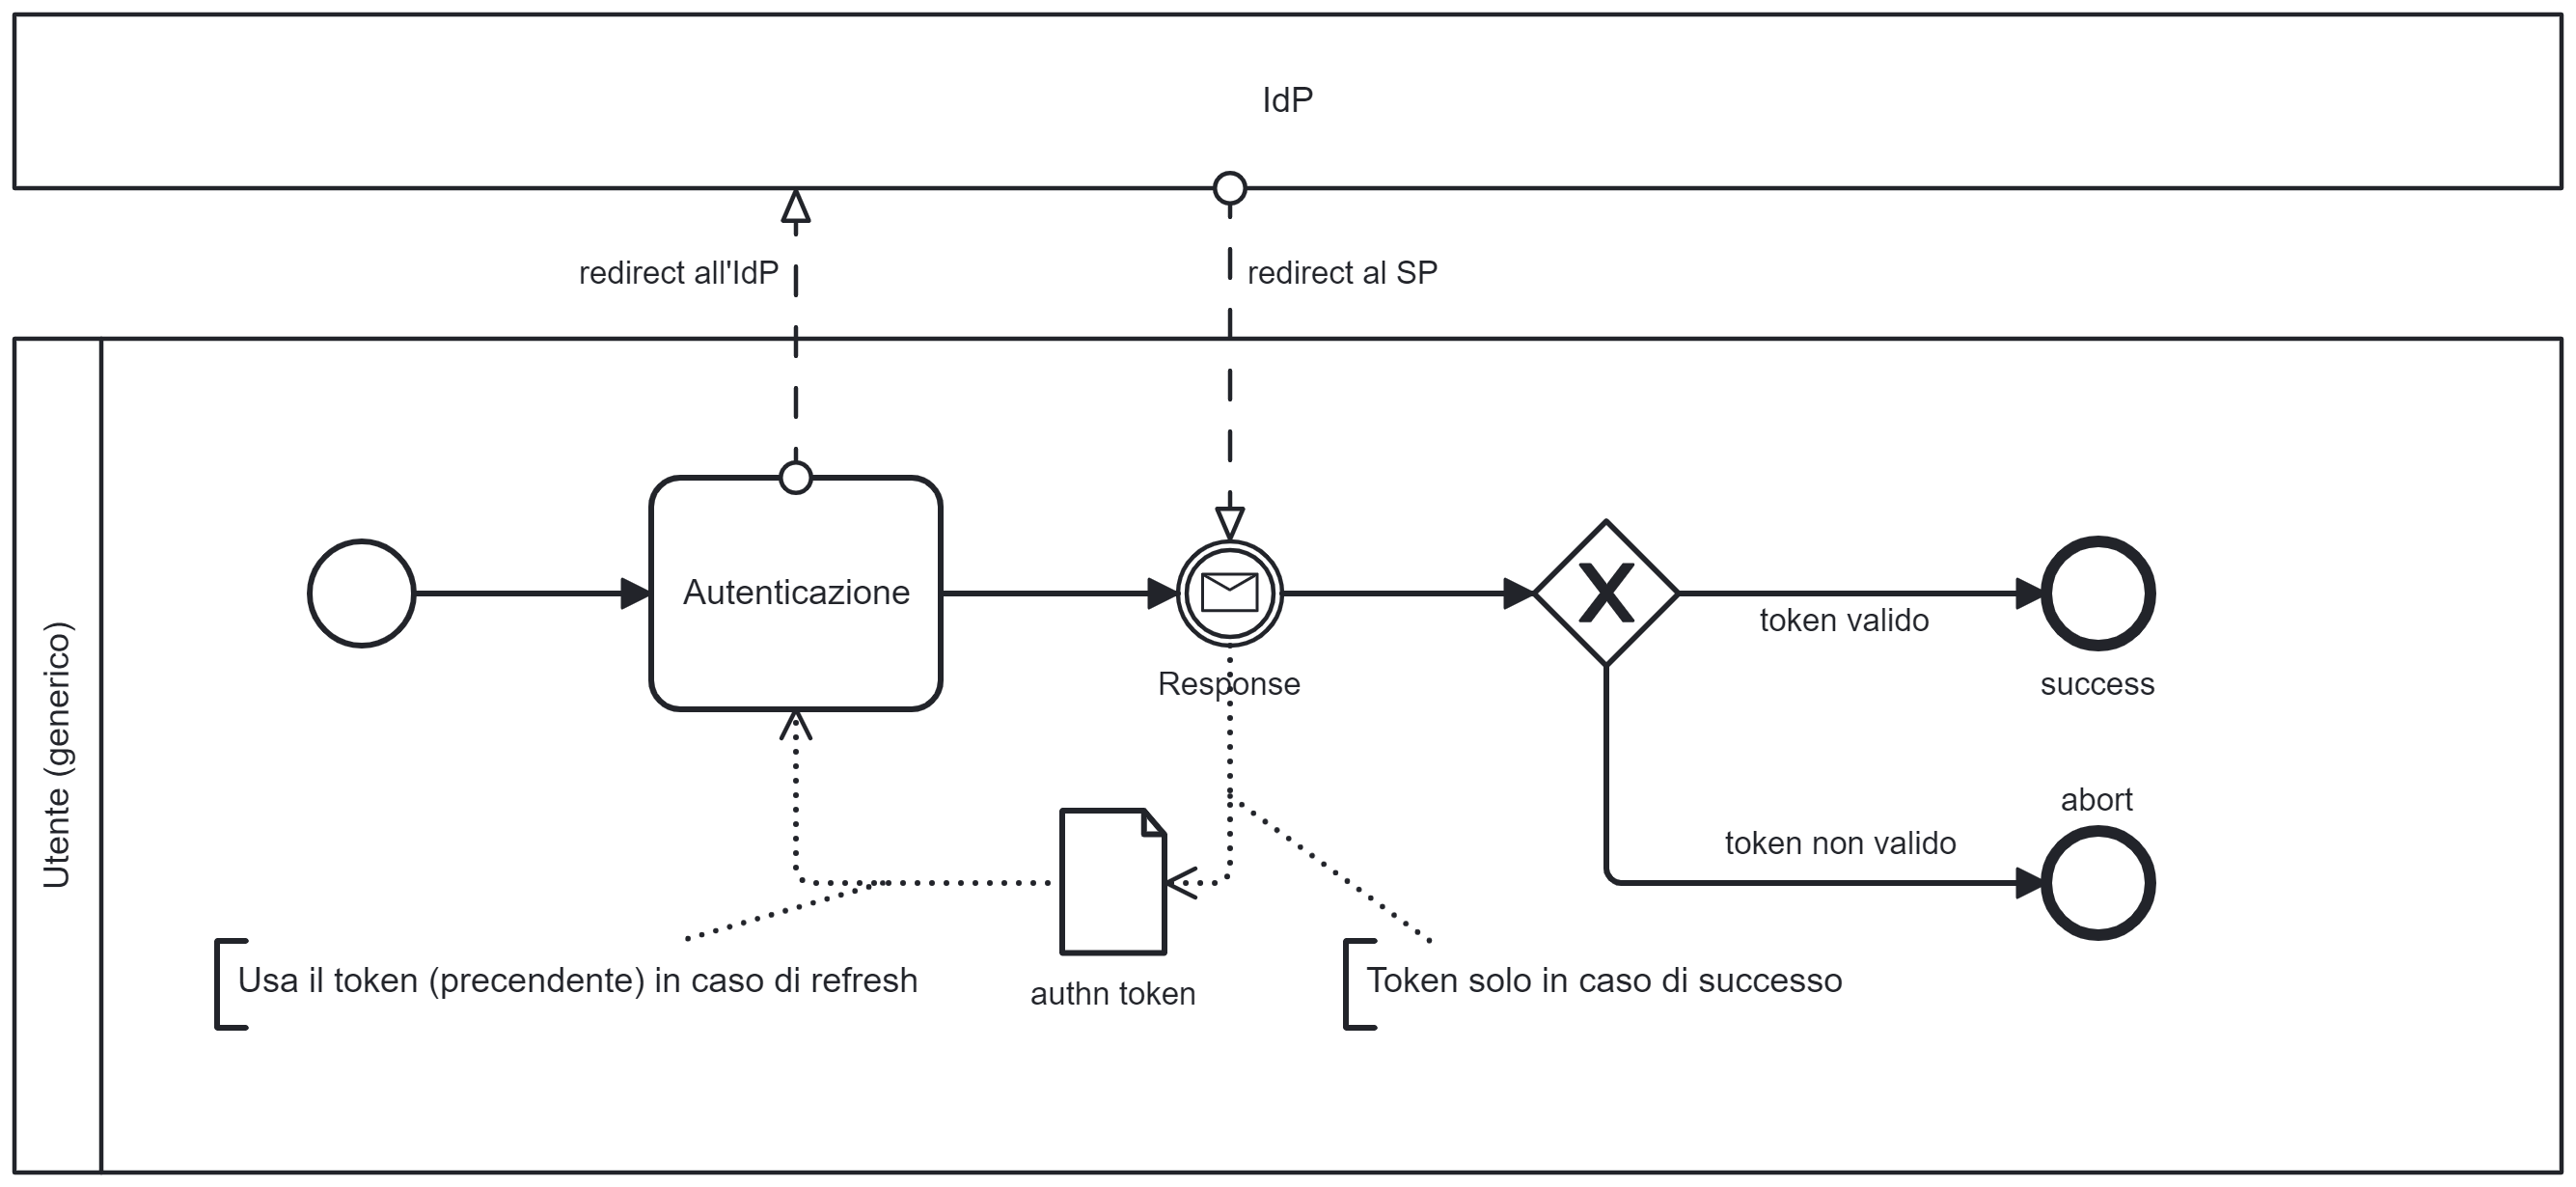 IdP
redirect all'IdP
redirect al SP
Utente (generico)
Autenticazione
Response
token valido
success
abort
token non valido
Usa il token (precendente) in caso di refresh
authn token
Token solo in caso di successo